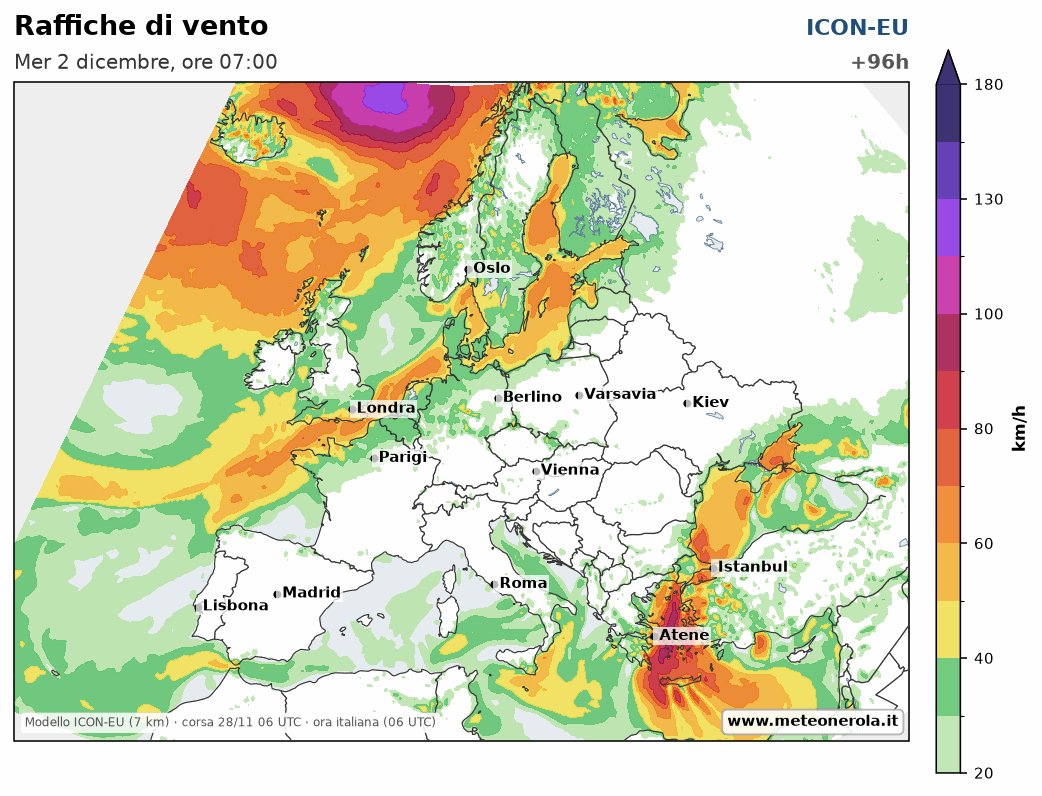 Raffiche di vento
ICON-EU
Mer 2 dicembre, ore 07:00
+96h
180
130
100
80
60
40
20
km/h
Oslo
Londra
Berlino
Varsavia
Kiev
Parigi
Vienna
Istanbul
Roma
Madrid
Lisbona
Atene
Modello ICON-EU (7 km) · corsa 28/11 06 UTC · ora italiana (06 UTC)
www.meteonerola.it